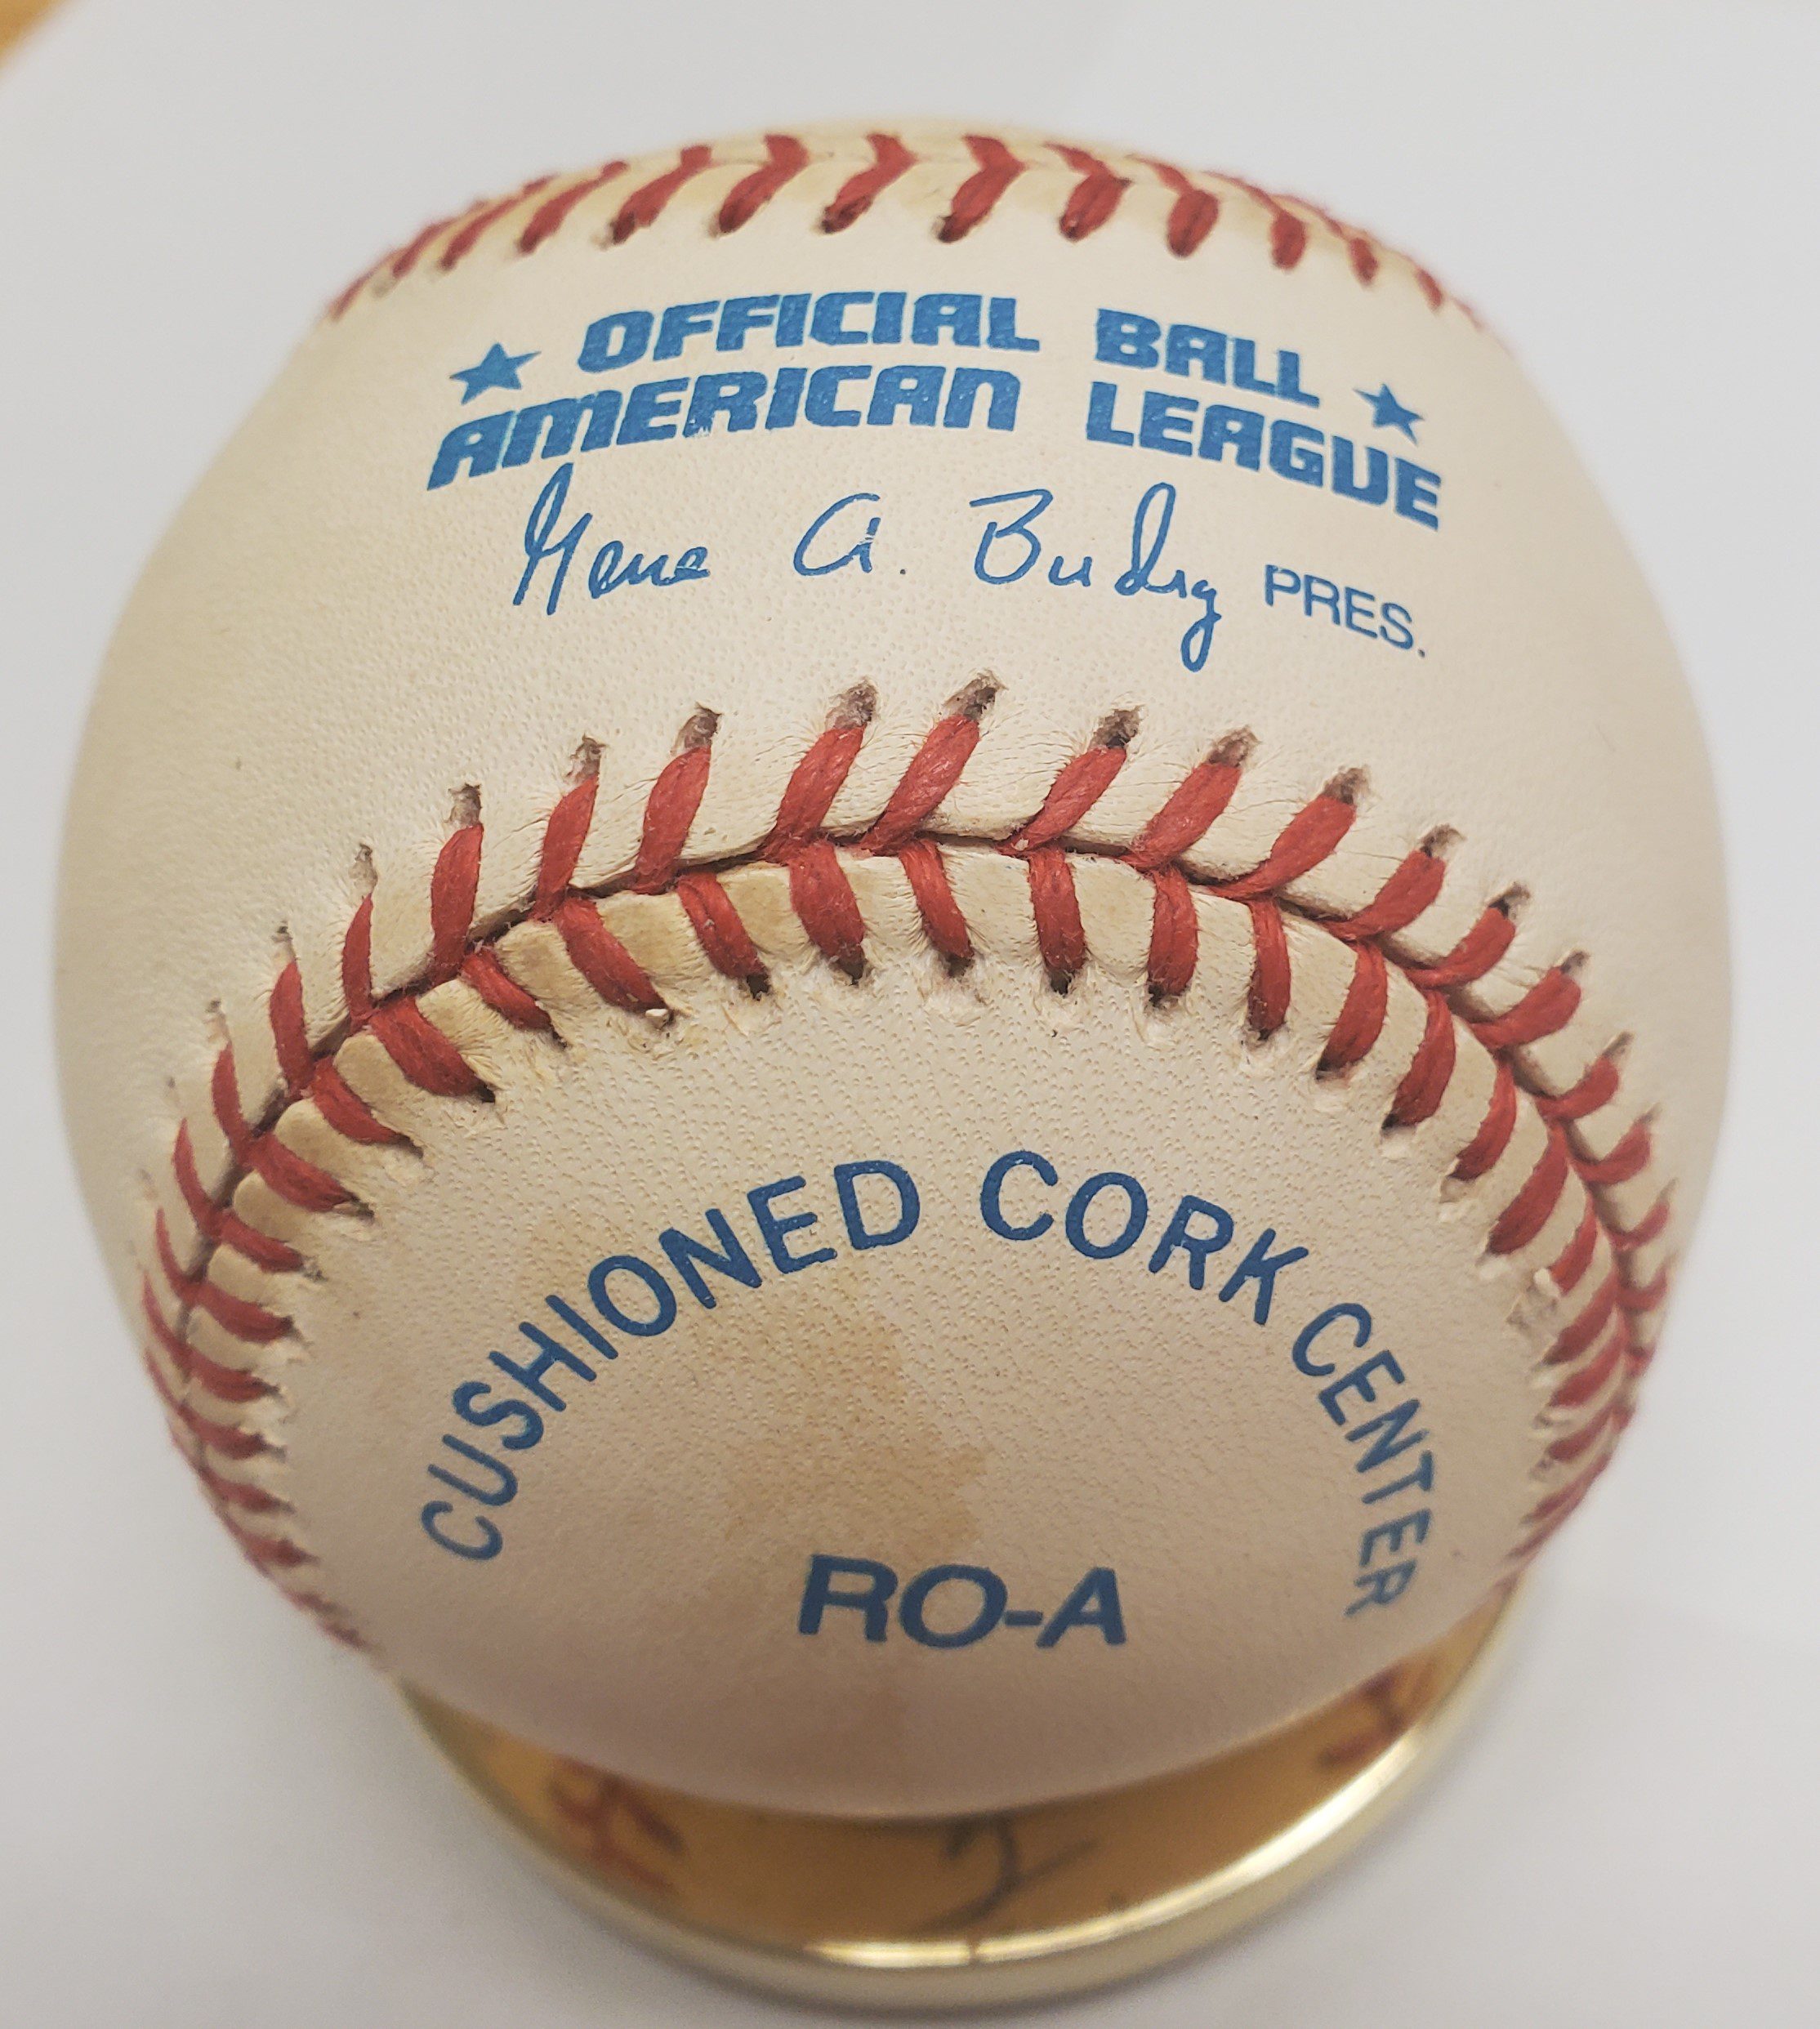 ★ OFFICIAL BALL ★
AMERICAN LEAGUE
Gene A. Budig PRES.
CUSHIONED CORK CENTER
RO-A